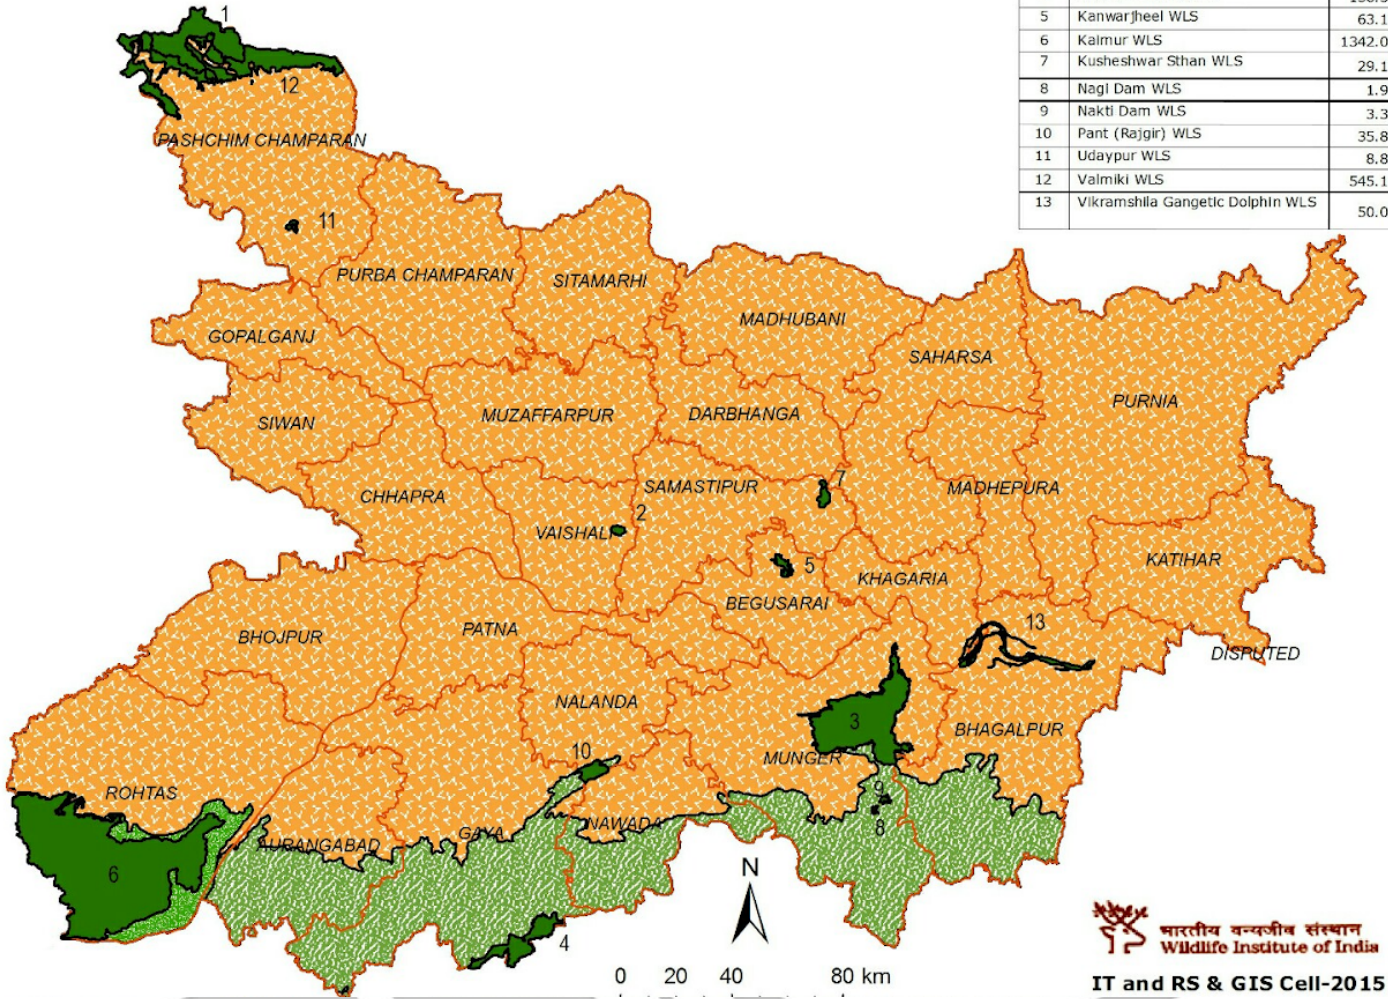 5 Kanwarjheel WLS 63.1
6 Kaimur WLS 1342.0
7 Kusheshwar Sthan WLS 29.1
8 Nagi Dam WLS 1.9
9 Nakti Dam WLS 3.3
10 Pant (Rajgir) WLS 35.8
11 Udaypur WLS 8.8
12 Valmiki WLS 545.1
13 Vikramshila Gangetic Dolphin WLS 50.0
1
12
PASHCHIM CHAMPARAN
11
PURBA CHAMPARAN
SITAMARHI
MADHUBANI
GOPALGANJ
SAHARSA
PURNIA
SIWAN
MUZAFFARPUR
DARBHANGA
CHHAPRA
SAMASTIPUR
7
MADHEPURA
2
VAISHALI
5
KHAGARIA
KATIHAR
BEGUSARAI
BHOJPUR
PATNA
13
DISPUTED
NALANDA
3
BHAGALPUR
10
MUNGER
ROHTAS
9
8
AURANGABAD
GAYA
NAWADA
6
N
4
0 20 40 80 km
भारतीय वन्यजीव संस्थान
Wildlife Institute of India
IT and RS & GIS Cell-2015